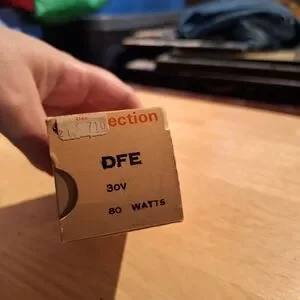 ection
DFE
30V
80 WATTS